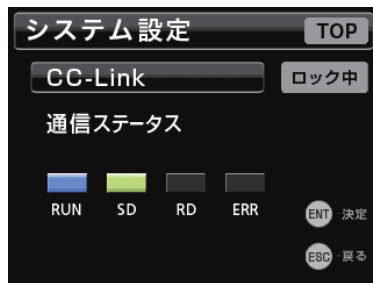 システム設定 TOP
CC-Link ロック中
通信ステータス
RUN SD RD ERR
ENT 決定
ESC 戻る